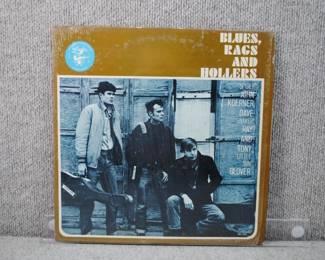 BLUES,
RAGS
AND
HOLLERS
JOHN
KOERNER,
DAVE
RAY
AND
TONY
GLOVER